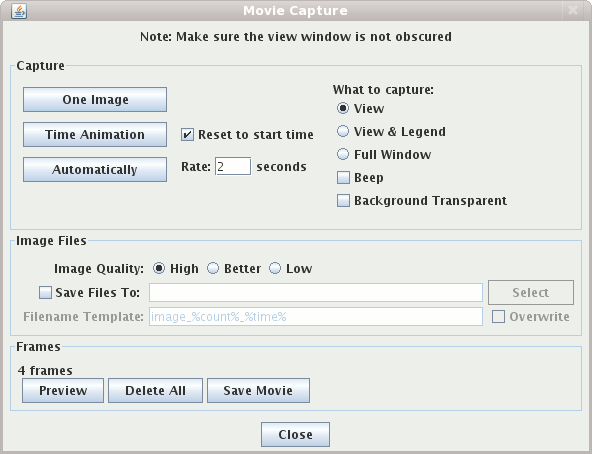 Movie Capture
Note: Make sure the view window is not obscured
Capture
One Image
Time Animation
Reset to start time
Automatically
Rate: 2 seconds
What to capture:
View
View & Legend
Full Window
Beep
Background Transparent
Image Files
Image Quality: High Better Low
Save Files To: Select
Filename Template: image_%count%_%time% Overwrite
Frames
4 frames
Preview Delete All Save Movie
Close